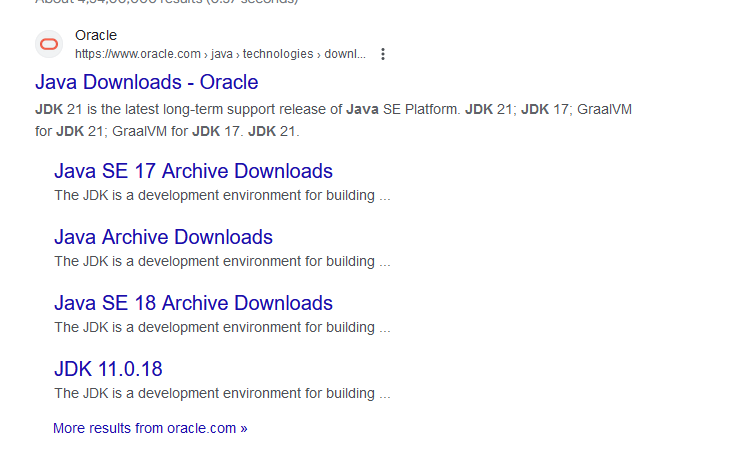 About 4,94,00,000 results (0.37 seconds)
Oracle
https://www.oracle.com › java › technologies › downl...
Java Downloads - Oracle
JDK 21 is the latest long-term support release of Java SE Platform. JDK 21; JDK 17; GraalVM
for JDK 21; GraalVM for JDK 17. JDK 21.
Java SE 17 Archive Downloads
The JDK is a development environment for building ...
Java Archive Downloads
The JDK is a development environment for building ...
Java SE 18 Archive Downloads
The JDK is a development environment for building ...
JDK 11.0.18
The JDK is a development environment for building ...
More results from oracle.com »